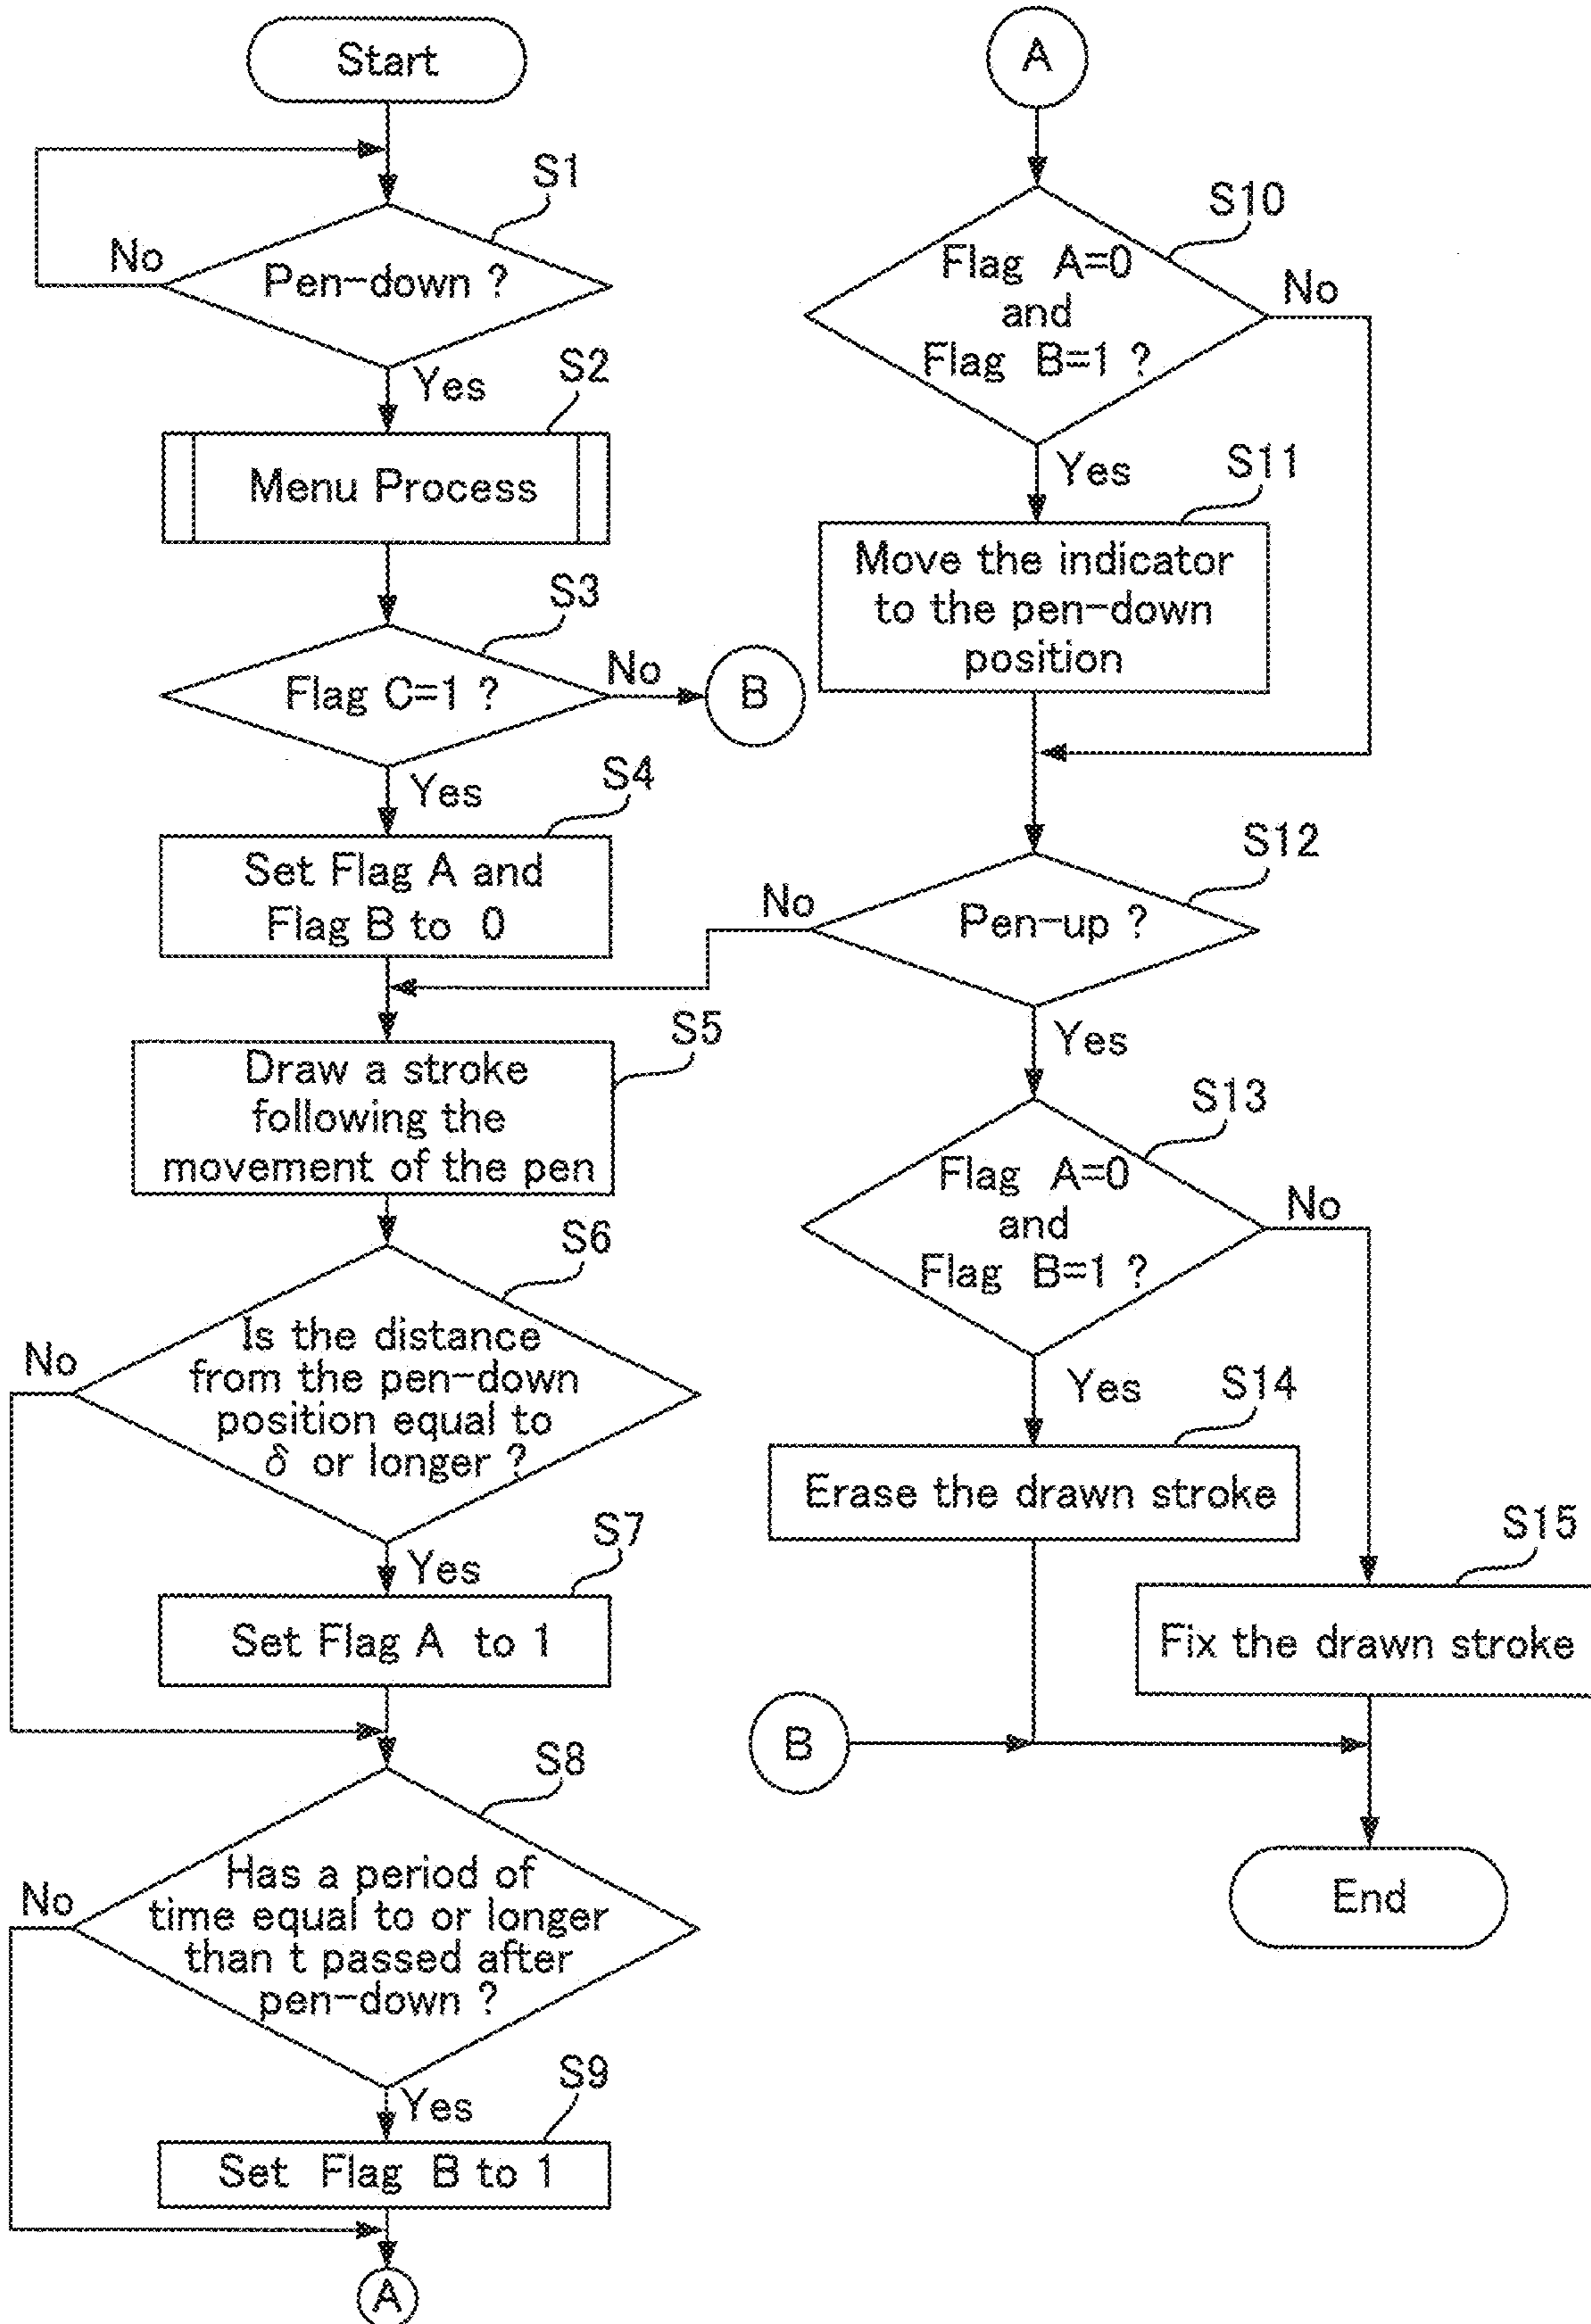 Start
S1
No
Pen-down ?
Yes
S2
Menu Process
S3
Flag C=1 ?
No
B
Yes
S4
Set Flag A and
Flag B to 0
S5
Draw a stroke
following the
movement of the pen
S6
No
Is the distance
from the pen-down
position equal to
δ or longer ?
S7
Yes
Set Flag A to 1
S8
No
Has a period of
time equal to or longer
than t passed after
pen-down ?
S9
Yes
Set Flag B to 1
A
A
S10
Flag A=0
and
Flag B=1 ?
No
Yes
S11
Move the indicator
to the pen-down
position
S12
No
Pen-up ?
Yes
S13
Flag A=0
and
Flag B=1 ?
No
Yes
S14
Erase the drawn stroke
S15
Fix the drawn stroke
B
End